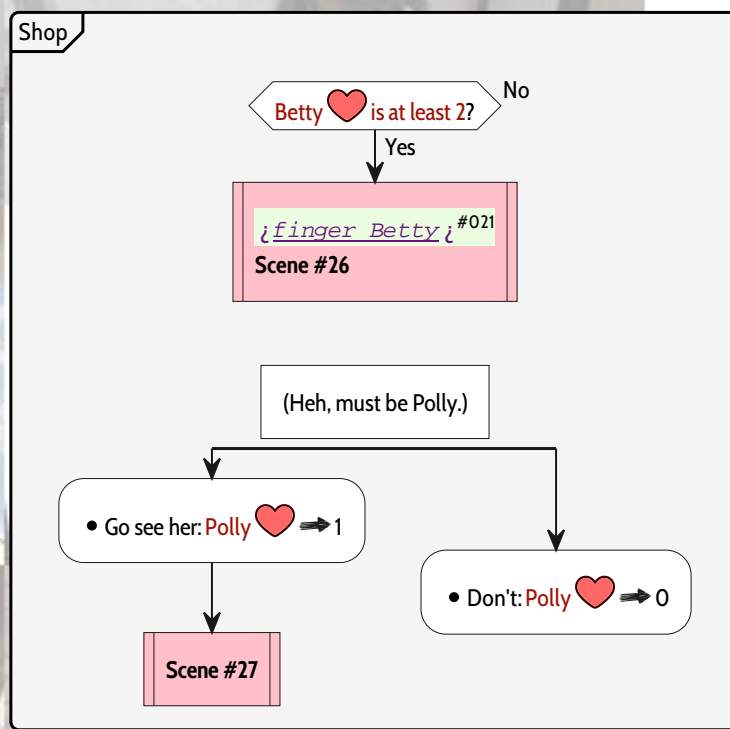 Shop
Betty is at least 2?
No
Yes
¿finger Betty¿#021
Scene #26
(Heh, must be Polly.)
• Go see her: Polly 1
• Don't: Polly 0
Scene #27